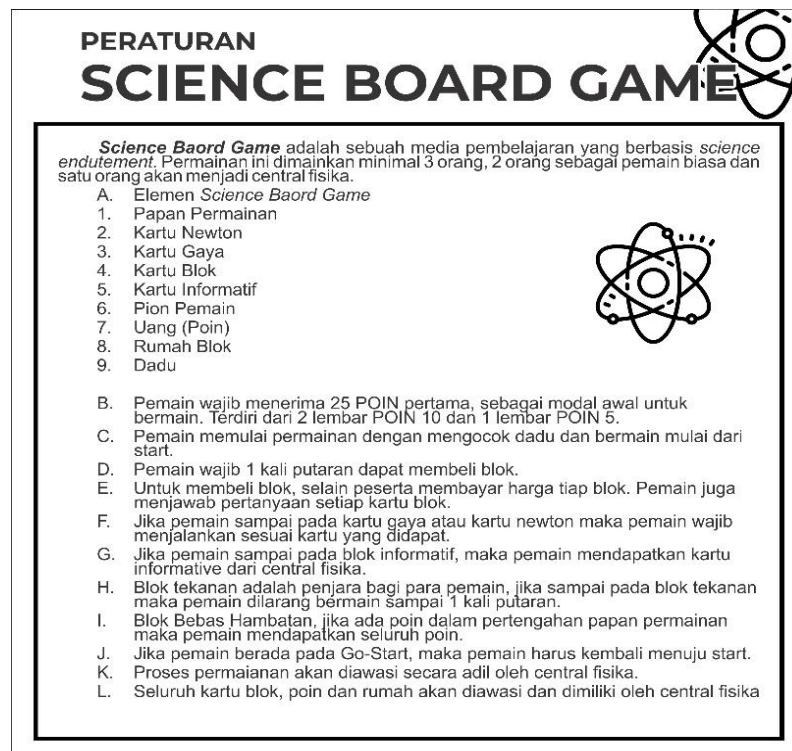 PERATURAN
SCIENCE BOARD GAME
Science Baord Game adalah sebuah media pembelajaran yang berbasis science
endutement. Permainan ini dimainkan minimal 3 orang, 2 orang sebagai pemain biasa dan
satu orang akan menjadi central fisika.
A. Elemen Science Baord Game
1. Papan Permainan
2. Kartu Newton
3. Kartu Gaya
4. Kartu Blok
5. Kartu Informatif
6. Pion Pemain
7. Uang (Poin)
8. Rumah Blok
9. Dadu
B. Pemain wajib menerima 25 POIN pertama, sebagai modal awal untuk
bermain. Terdiri dari 2 lembar POIN 10 dan 1 lembar POIN 5.
C. Pemain memulai permainan dengan mengocok dadu dan bermain mulai dari
start.
D. Pemain wajib 1 kali putaran dapat membeli blok.
E. Untuk membeli blok, selain peserta membayar harga tiap blok. Pemain juga
menjawab pertanyaan setiap kartu blok.
F. Jika pemain sampai pada kartu gaya atau kartu newton maka pemain wajib
menjalankan sesuai kartu yang didapat.
G. Jika pemain sampai pada blok informatif, maka pemain mendapatkan kartu
informative dari central fisika.
H. Blok tekanan adalah penjara bagi para pemain, jika sampai pada blok tekanan
maka pemain dilarang bermain sampai 1 kali putaran.
I. Blok Bebas Hambatan, jika ada poin dalam pertengahan papan permainan
maka pemain mendapatkan seluruh poin.
J. Jika pemain berada pada Go-Start, maka pemain harus kembali menuju start.
K. Proses permaianan akan diawasi secara adil oleh central fisika.
L. Seluruh kartu blok, poin dan rumah akan diawasi dan dimiliki oleh central fisika